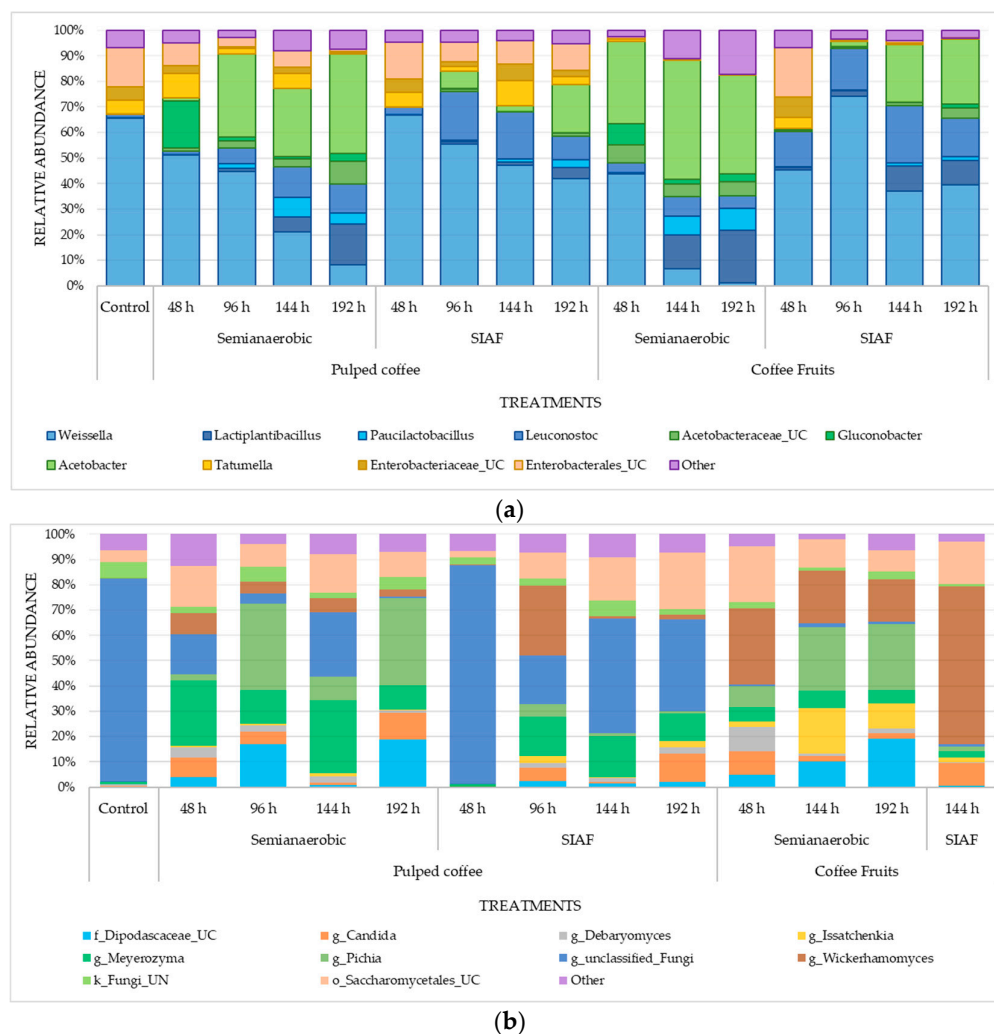 100%
90%
80%
70%
60%
50%
40%
30%
20%
10%
0%
RELATIVE ABUNDANCE
Control 48 h 96 h 144 h 192 h 48 h 96 h 144 h 192 h 48 h 144 h 192 h 48 h 96 h 144 h 192 h
Semianaerobic SIAF Semianaerobic SIAF
Pulped coffee Coffee Fruits
TREATMENTS
Weissella Lactiplantibacillus Paucilactobacillus Leuconostoc Acetobacteraceae_UC Gluconobacter
Acetobacter Tatumella Enterobacteriaceae_UC Enterobacterales_UC Other
(a)
100%
90%
80%
70%
60%
50%
40%
30%
20%
10%
0%
RELATIVE ABUNDANCE
Control 48 h 96 h 144 h 192 h 48 h 96 h 144 h 192 h 48 h 144 h 192 h 144 h
Semianaerobic SIAF Semianaerobic SIAF
Pulped coffee Coffee Fruits
TREATMENTS
f_Dipodascaceae_UC g_Candida g_Debaryomyces g_Issatchenkia
g_Meyerozyma g_Pichia g_unclassified_Fungi g_Wickerhamomyces
k_Fungi_UN o_Saccharomycetales_UC Other
(b)